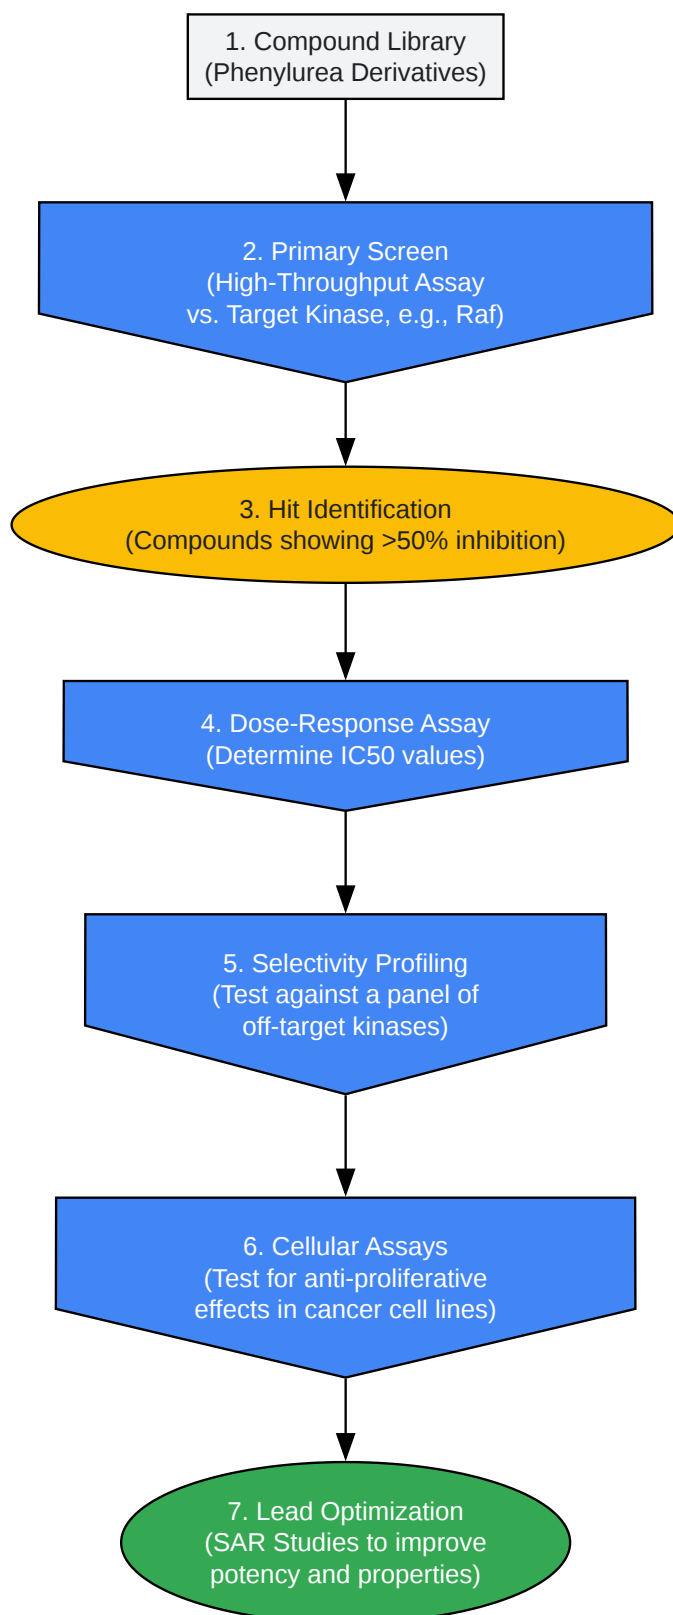 1. Compound Library
(Phenylurea Derivatives)
2. Primary Screen
(High-Throughput Assay
vs. Target Kinase, e.g., Raf)
3. Hit Identification
(Compounds showing >50% inhibition)
4. Dose-Response Assay
(Determine IC50 values)
5. Selectivity Profiling
(Test against a panel of
off-target kinases)
6. Cellular Assays
(Test for anti-proliferative
effects in cancer cell lines)
7. Lead Optimization
(SAR Studies to improve
potency and properties)